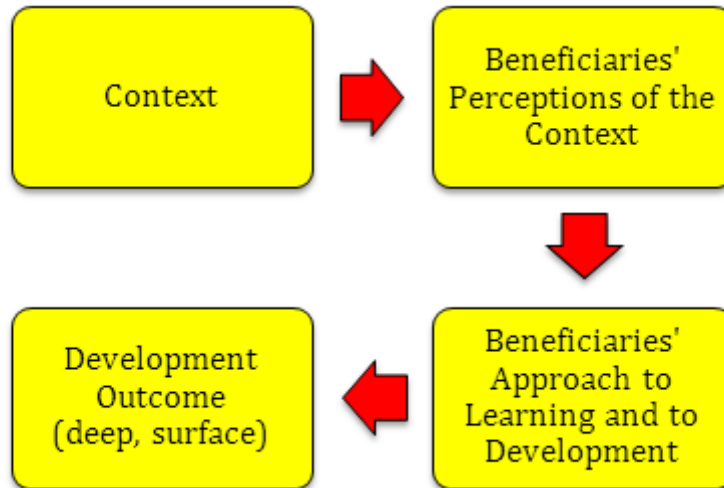 Context
Beneficiaries'
Perceptions of the
Context
Beneficiaries'
Approach to
Learning and to
Development
Development
Outcome
(deep, surface)